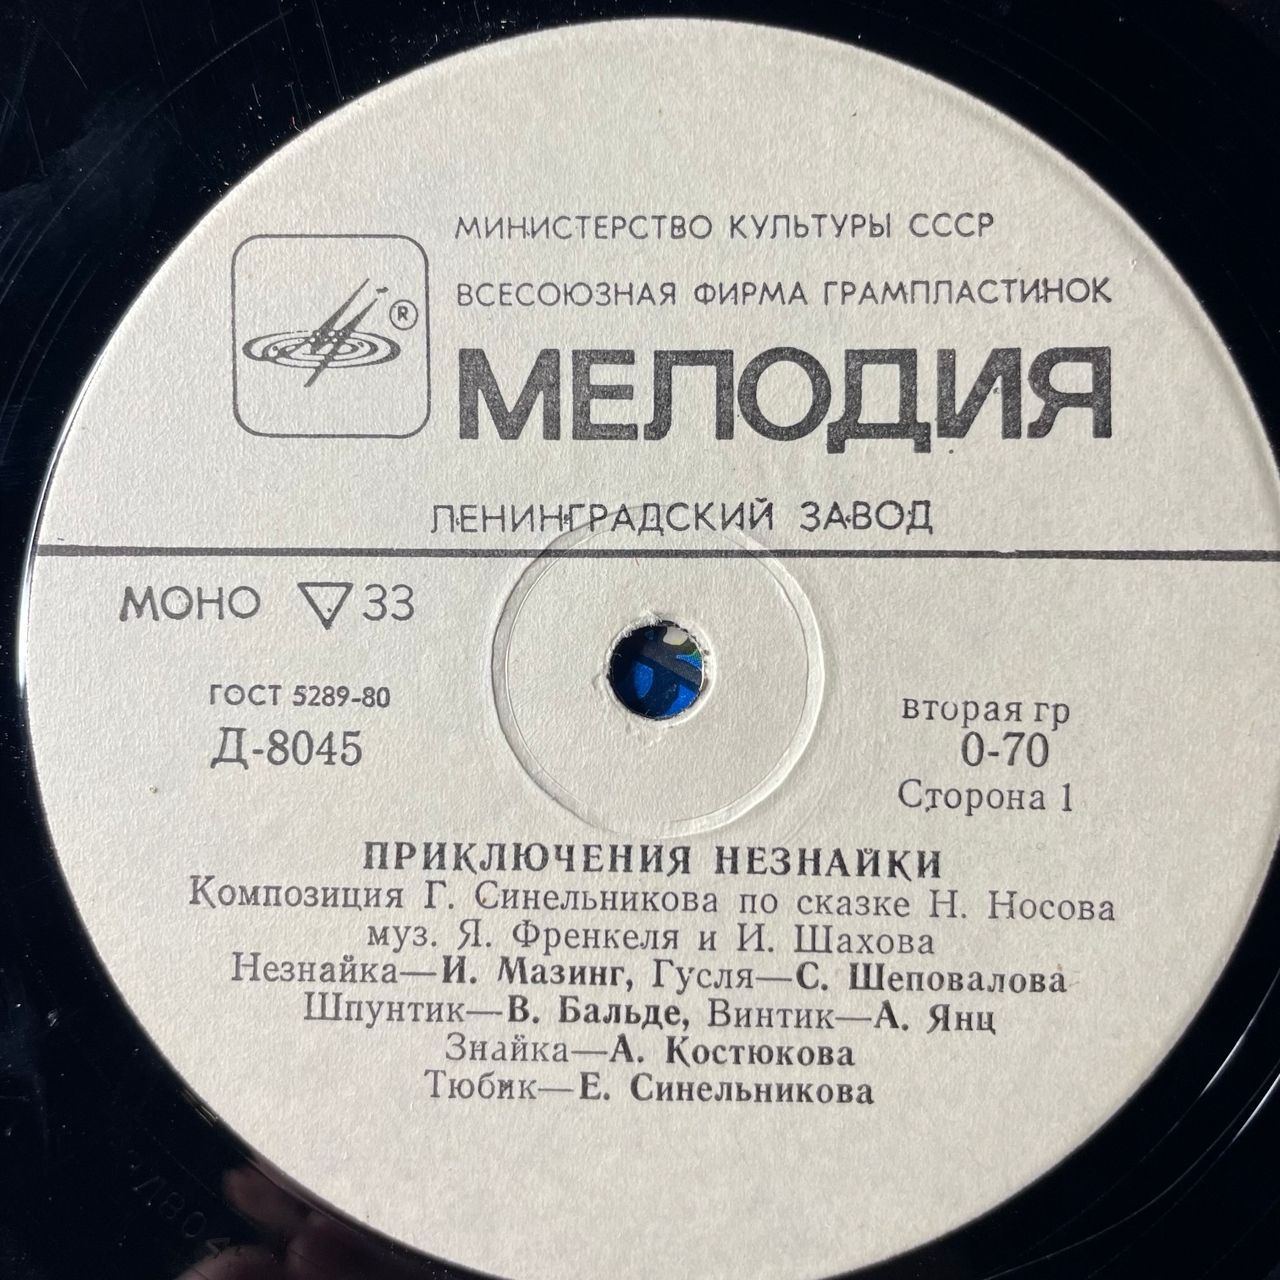 МИНИСТЕРСТВО КУЛЬТУРЫ СССР
ВСЕСОЮЗНАЯ ФИРМА ГРАМПЛАСТИНОК
®
МЕЛОДИЯ
ЛЕНИНГРАДСКИЙ ЗАВОД
МОНО ▽ 33
ГОСТ 5289-80
Д-8045
вторая гр
0-70
Сторона 1
ПРИКЛЮЧЕНИЯ НЕЗНАЙКИ
Композиция Г. Синельникова по сказке Н. Носова
муз. Я. Френкеля и И. Шахова
Незнайка—И. Мазинг, Гусля—С. Шеповалова
Шпунтик—В. Бальде, Винтик—А. Янц
Знайка—А. Костюкова
Тюбик—Е. Синельникова